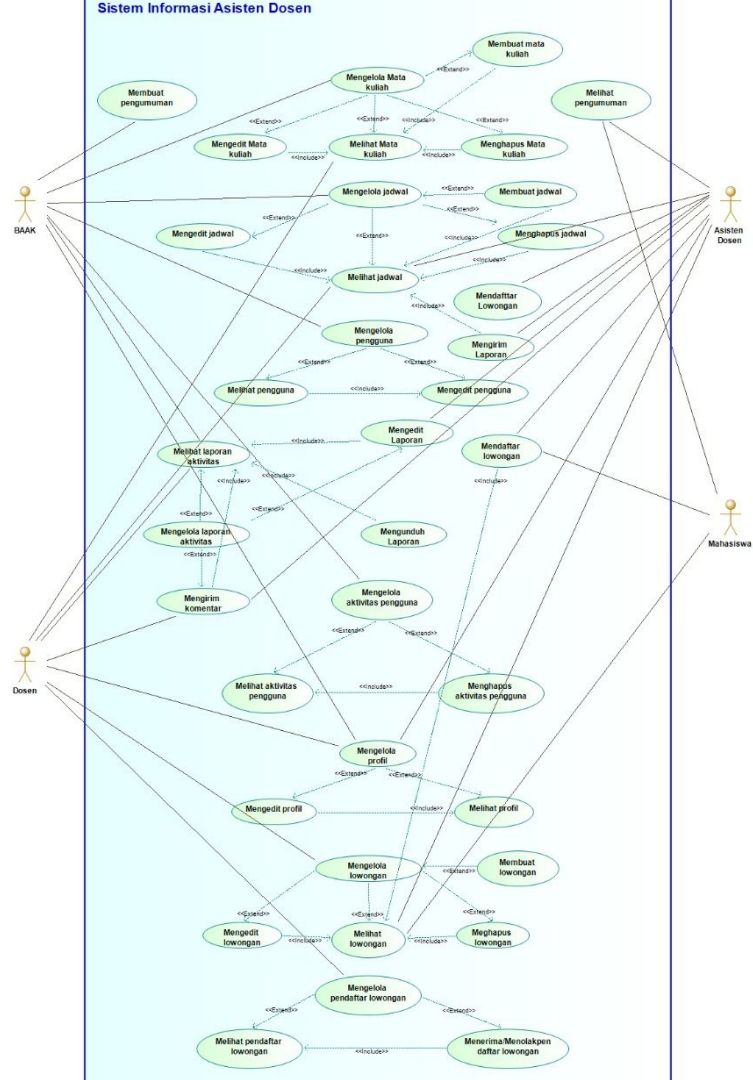 Sistem Informasi Asisten Dosen
Membuat mata
kuliah
<<Extend>>
Mengelola Mata
kuliah
Membuat
pengumuman
Melihat
pengumuman
<<Extend>>
<<Extend>>
<<Include>>
<<Extend>>
Mengedit Mata
kuliah
<<Include>>
Melihat Mata
kuliah
<<Include>>
Menghapus Mata
kuliah
BAAK
Asisten
Dosen
Mengelola jadwal
<<Extend>>
Membuat jadwal
<<Extend>>
<<Extend>>
Mengedit jadwal
<<Extend>>
<<Include>>
Menghapus jadwal
<<Include>>
<<Include>>
Melihat jadwal
Mendafttar
Lowongan
<<Include>>
Mengelola
pengguna
Mengirim
Laporan
<<Extend>>
<<Extend>>
Melihat pengguna
<<Include>>
Mengedit pengguna
Mengedit
Laporan
<<Include>>
Melihat laporan
aktivitas
Mendaftar
lowongan
<<Include>>
<<Include>>
<<Include>>
<<Extend>>
<<Extend>>
Mengelola laporan
aktivitas
<<Extend>>
Mengunduh
Laporan
Mahasiswa
Mengirim
komentar
Mengelola
aktivitas pengguna
<<Extend>>
<<Extend>>
Dosen
Melihat aktivitas
pengguna
<<Include>>
Menghapus
aktivitas pengguna
Mengelola
profil
<<Extend>>
<<Extend>>
Mengedit profil
<<Include>>
Melihat profil
Mengelola
lowongan
<<Extend>>
Membuat
lowongan
<<Extend>>
<<Extend>>
<<Extend>>
Mengedit
lowongan
<<Include>>
Melihat
lowongan
<<Include>>
Meghapus
lowongan
Mengelola
pendaftar lowongan
<<Extend>>
<<Extend>>
Melihat pendaftar
lowongan
<<Include>>
Menerima/Menolakpen
daftar lowongan